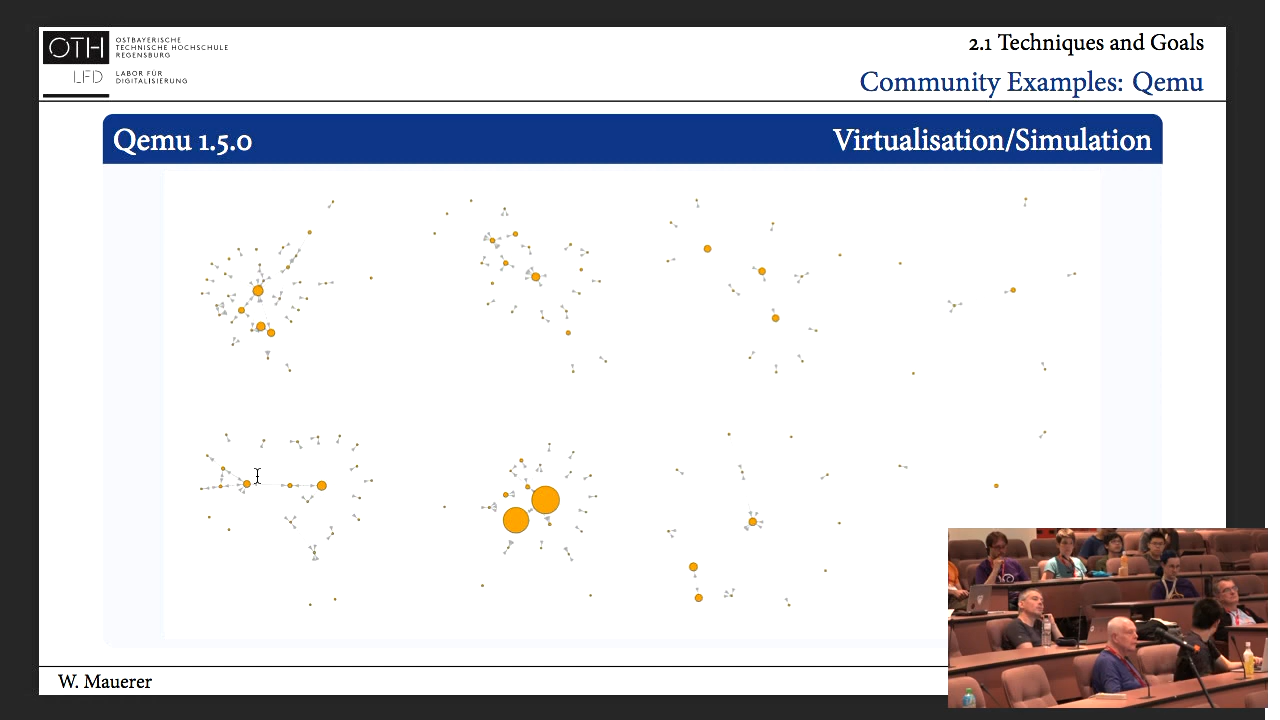 OTH
OSTBAYERISCHE
TECHNISCHE HOCHSCHULE
REGENSBURG
LFD
LABOR FÜR
DIGITALISIERUNG
2.1 Techniques and Goals
Community Examples: Qemu
Qemu 1.5.0
Virtualisation/Simulation
W. Mauerer